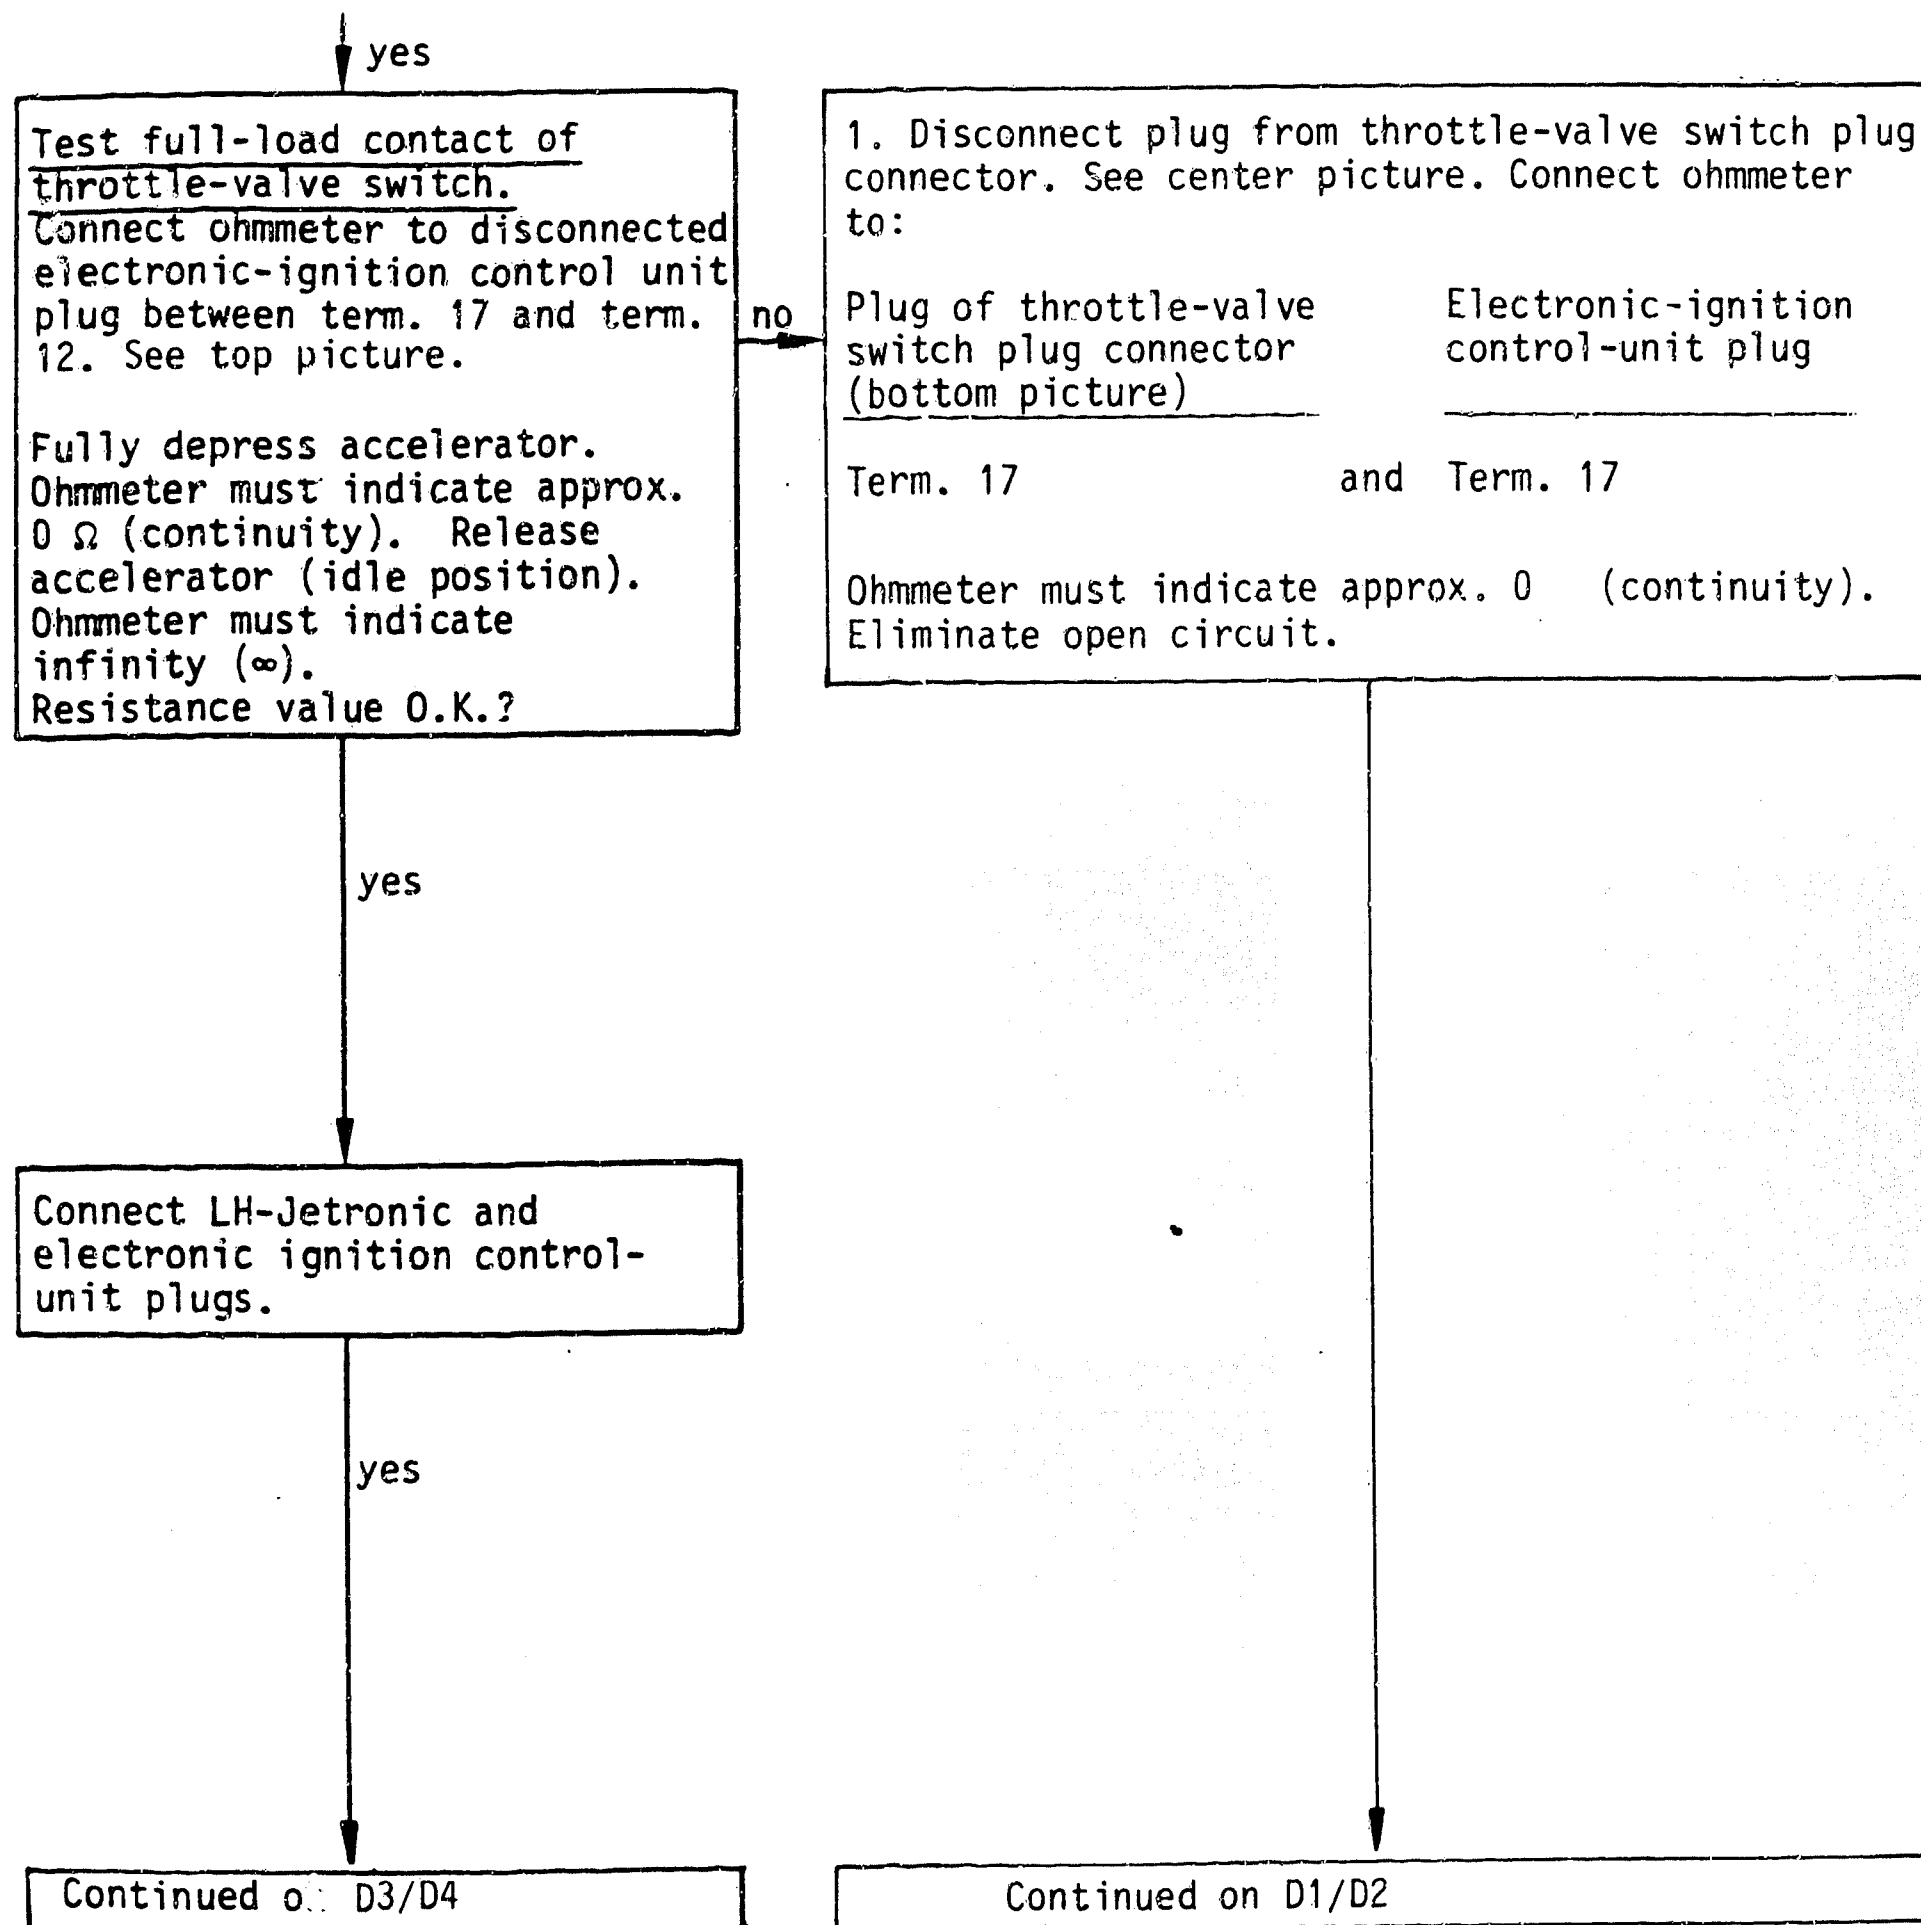 yes
Test full-load contact of
throttle-valve switch.
Connect ohmmeter to disconnected
electronic-ignition control unit
plug between term. 17 and term.
12. See top picture.
Fully depress accelerator.
Ohmmeter must indicate approx.
0 Ω (continuity). Release
accelerator (idle position).
Ohmmeter must indicate
infinity (∞).
Resistance value O.K.?
no
1. Disconnect plug from throttle-valve switch plug
connector. See center picture. Connect ohmmeter
to:
Plug of throttle-valve Electronic-ignition
switch plug connector control-unit plug
(bottom picture)
Term. 17 and Term. 17
Ohmmeter must indicate approx. 0 (continuity).
Eliminate open circuit.
yes
Connect LH-Jetronic and
electronic ignition control-
unit plugs.
yes
Continued D3/D4
Continued on D1/D2